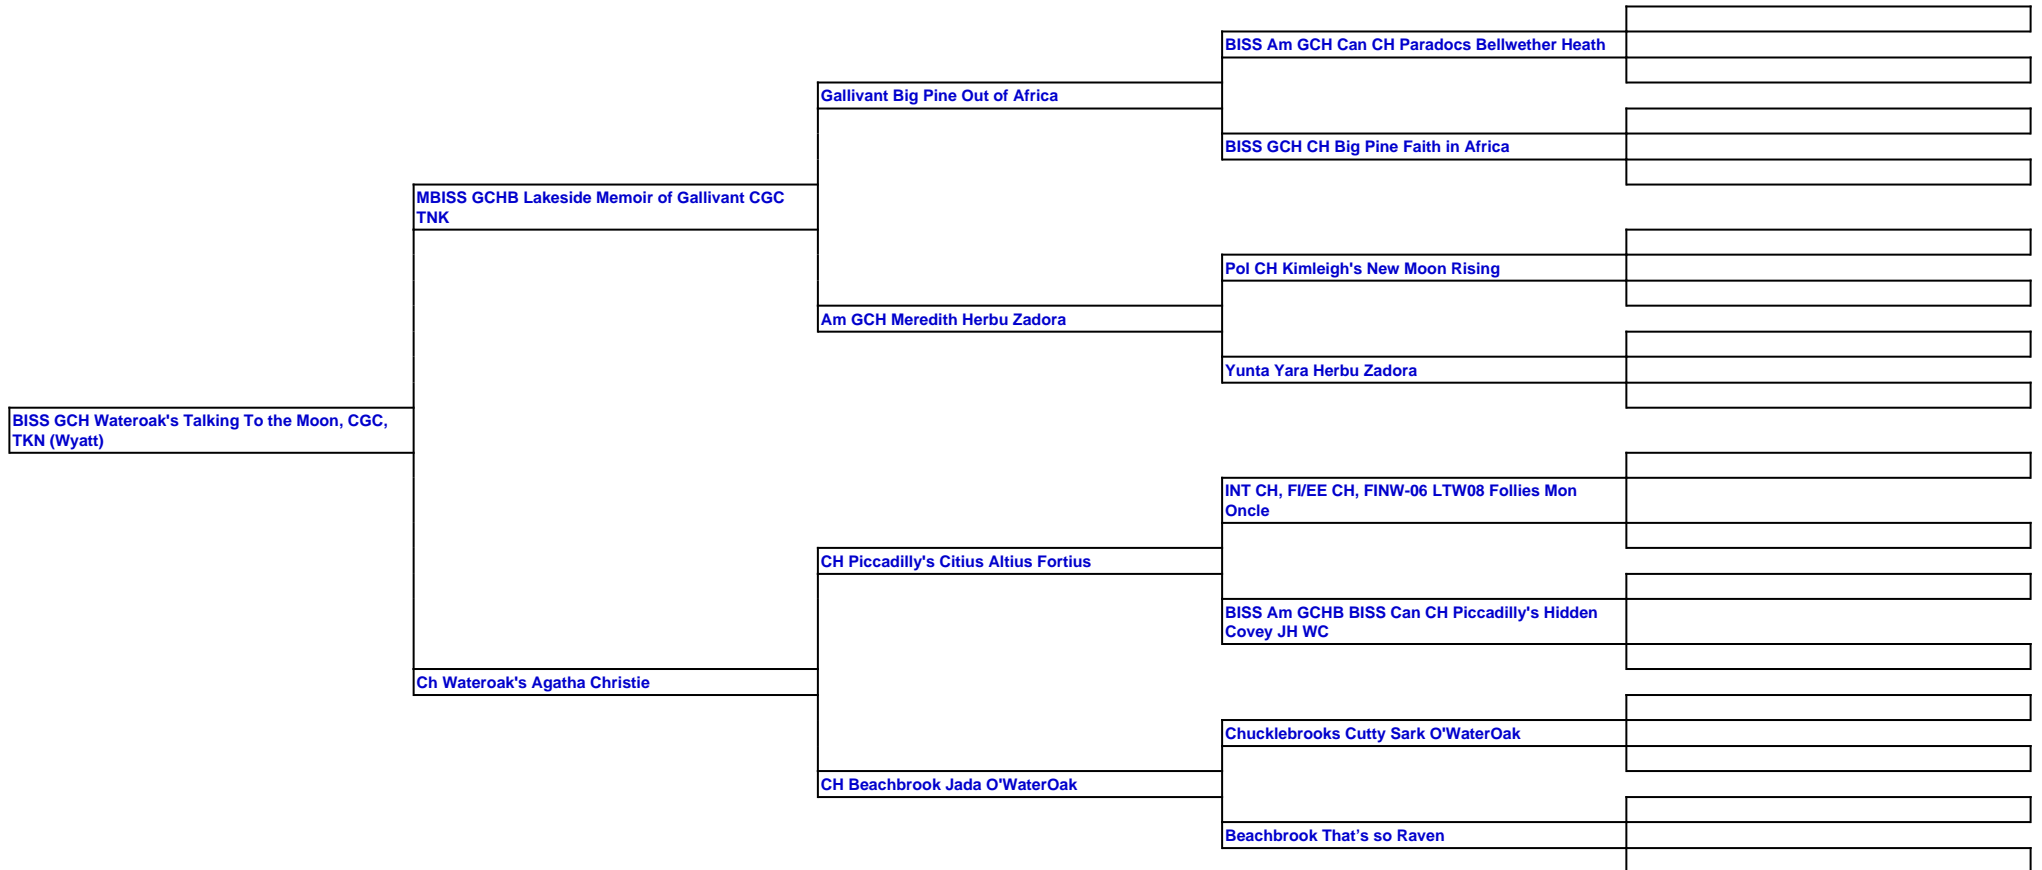 BISS Am GCH Can CH Paradocs Bellwether Heath
Gallivant Big Pine Out of Africa
BISS GCH CH Big Pine Faith in Africa
MBISS GCHB Lakeside Memoir of Gallivant CGC
TNK
Pol CH Kimleigh's New Moon Rising
Am GCH Meredith Herbu Zadora
Yunta Yara Herbu Zadora
BISS GCH Wateroak's Talking To the Moon, CGC,
TKN (Wyatt)
INT CH, FI/EE CH, FINW-06 LTW08 Follies Mon
Oncle
CH Piccadilly's Citius Altius Fortius
BISS Am GCHB BISS Can CH Piccadilly's Hidden
Covey JH WC
Ch Wateroak's Agatha Christie
Chucklebrooks Cutty Sark O'WaterOak
CH Beachbrook Jada O'WaterOak
Beachbrook That’s so Raven